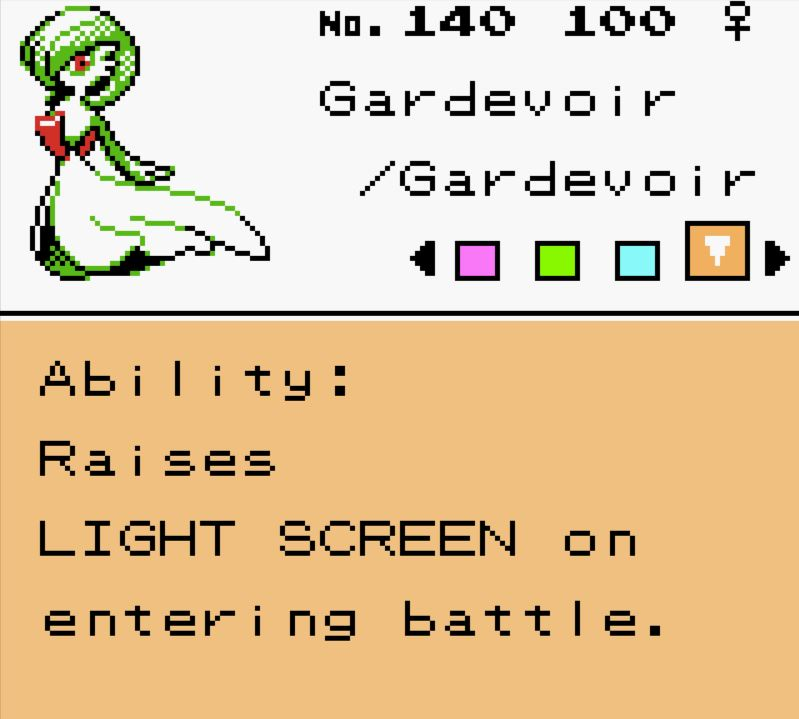 No. 140 100 ♀
Gardevoir
/Gardevoir
Ability:
Raises
LIGHT SCREEN on
entering battle.